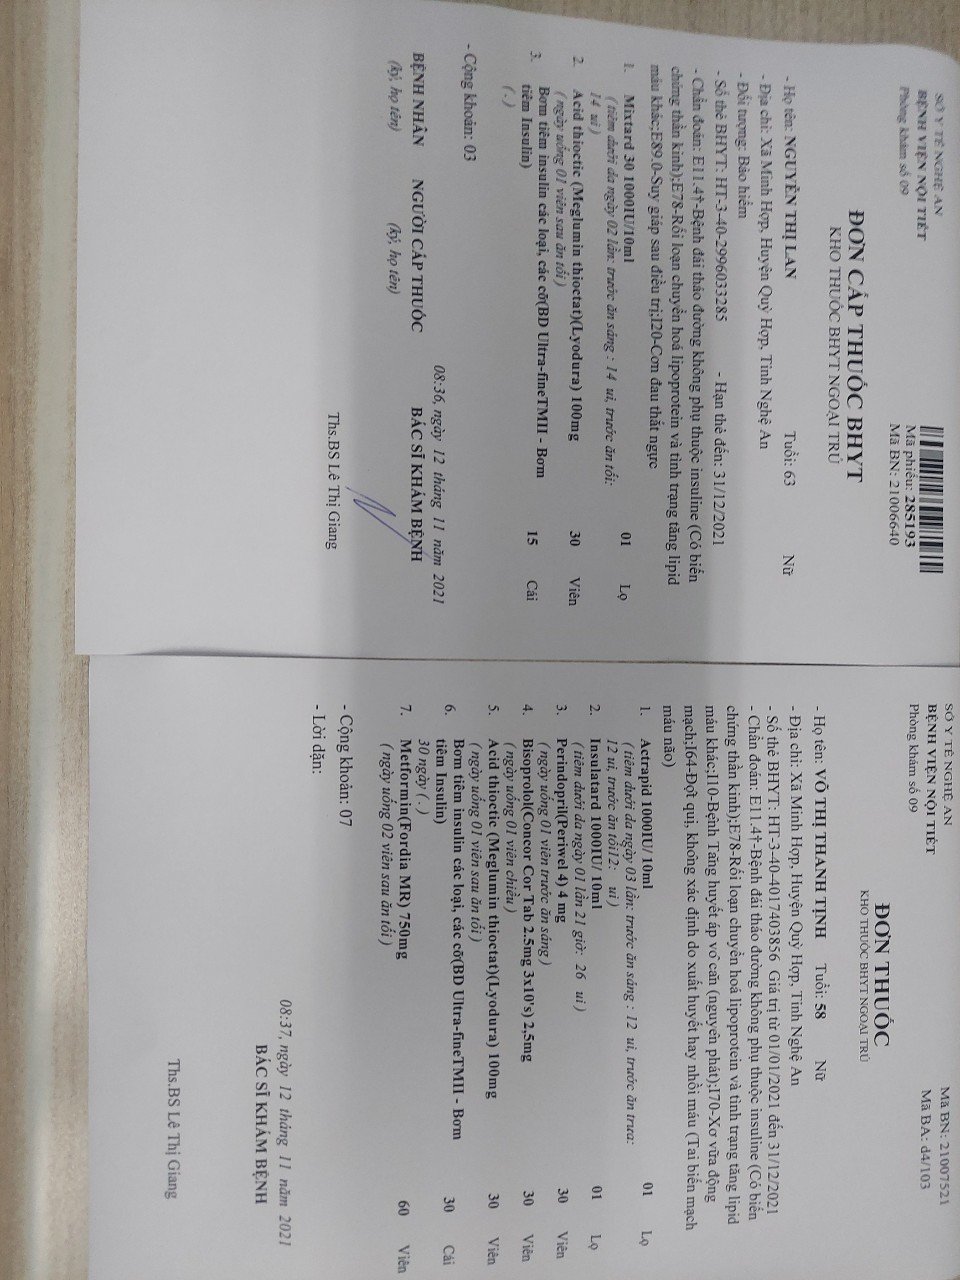 SỞ Y TẾ NGHỆ AN
BỆNH VIỆN NỘI TIẾT
Phòng khám số 09
Mã phiếu: 285193
Mã BN: 21006640
ĐƠN CẤP THUỐC BHYT
KHO THUỐC BHYT NGOẠI TRÚ
- Họ tên: NGUYỄN THỊ LAN Tuổi: 63 Nữ
- Địa chỉ: Xã Minh Hợp, Huyện Quỳ Hợp, Tỉnh Nghệ An
- Đối tượng: Bảo hiểm
- Số thẻ BHYT: HT-3-40-2996033285 - Hạn thẻ đến: 31/12/2021
- Chẩn đoán: E11.4†-Bệnh đái tháo đường không phụ thuộc insuline (Có biến
chứng thần kinh);E78-Rối loạn chuyển hoá lipoprotein và tình trạng tăng lipid
máu khác;E89.0-Suy giáp sau điều trị;I20-Cơn đau thắt ngực
1. Mixtard 30 1000IU/10ml 01 Lọ
( tiêm dưới da ngày 02 lần: trước ăn sáng : 14 ui, trước ăn tối:
14 ui )
2. Acid thioctic (Meglumin thioctat)(Lyodura) 100mg 30 Viên
( ngày uống 01 viên sau ăn tối )
3. Bơm tiêm insulin các loại, các cỡ(BD Ultra-fineTMII - Bơm 15 Cái
tiêm Insulin)
( . )
- Cộng khoản: 03
08:36, ngày 12 tháng 11 năm 2021
BỆNH NHÂN NGƯỜI CẤP THUỐC BÁC SĨ KHÁM BỆNH
(ký, họ tên) (ký, họ tên)
Ths.BS Lê Thị Giang
SỞ Y TẾ NGHỆ AN
BỆNH VIỆN NỘI TIẾT
Phòng khám số 09
Mã BN: 21007521
Mã BA: d4/103
ĐƠN THUỐC
KHO THUỐC BHYT NGOẠI TRÚ
- Họ tên: VÕ THỊ THANH TỊNH Tuổi: 58 Nữ
- Địa chỉ: Xã Minh Hợp, Huyện Quỳ Hợp, Tỉnh Nghệ An
- Số thẻ BHYT: HT-3-40-4017403856 Giá trị từ 01/01/2021 đến 31/12/2021
- Chẩn đoán: E11.4†-Bệnh đái tháo đường không phụ thuộc insuline (Có biến
chứng thần kinh);E78-Rối loạn chuyển hoá lipoprotein và tình trạng tăng lipid
máu khác;I10-Bệnh Tăng huyết áp vô căn (nguyên phát);I70-Xơ vữa động
mạch;I64-Đột quị, không xác định do xuất huyết hay nhồi máu (Tai biến mạch
máu não)
1. Actrapid 1000IU/ 10ml 01 Lọ
( tiêm dưới da ngày 03 lần: trước ăn sáng : 12 ui, trước ăn trưa:
12 ui, trước ăn tối12: ui )
2. Insulatard 1000IU/ 10ml 01 Lọ
( tiêm dưới da ngày 01 lần 21 giờ: 26 ui )
3. Perindopril(Periwel 4) 4 mg 30 Viên
( ngày uống 01 viên trước ăn sáng )
4. Bisoprolol(Concor Cor Tab 2.5mg 3x10's) 2,5mg 30 Viên
( ngày uống 01 viên chiều )
5. Acid thioctic (Meglumin thioctat)(Lyodura) 100mg 30 Viên
( ngày uống 01 viên sau ăn tối )
6. Bơm tiêm insulin các loại, các cỡ(BD Ultra-fineTMII - Bơm 30 Cái
tiêm Insulin)
30 ngày ( . )
7. Metformin(Fordia MR) 750mg 60 Viên
( ngày uống 02 viên sau ăn tối )
- Cộng khoản: 07
- Lời dặn:
08:37, ngày 12 tháng 11 năm 2021
BÁC SĨ KHÁM BỆNH
Ths.BS Lê Thị Giang